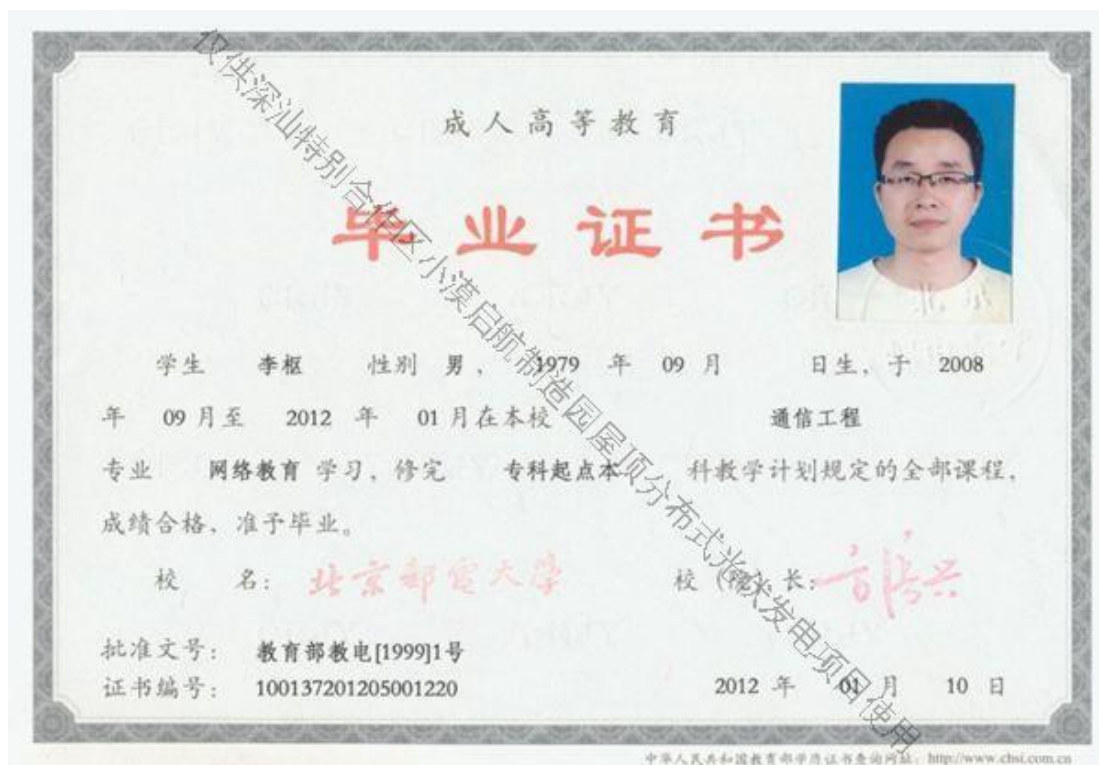 成人高等教育
毕业证书
学生 李枢 性别 男， 1979 年 09 月 日生，于 2008
年 09 月至 2012 年 01 月在本校 通信工程
专业 网络教育 学习，修完 专科起点本 科教学计划规定的全部课程，
成绩合格，准予毕业。
校 名： 北京邮电大学 校（院）长： 方滨兴
批准文号： 教育部教电[1999]1号
证书编号： 100137201205001220 2012 年 01 月 10 日
中华人民共和国教育部学历证书查询网址：http://www.chsi.com.cn
仅供深汕特别合作区小漠启航制造园屋顶分布式光伏发电项目使用